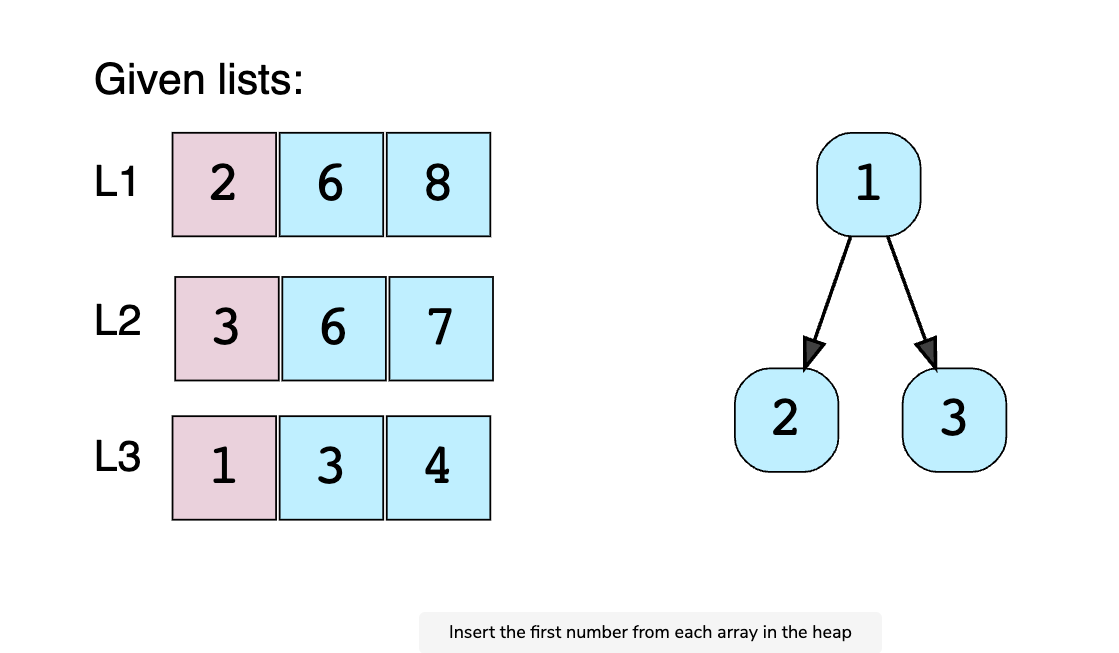 Given lists:
L1 2 6 8
1
L2 3 6 7
2 3
L3 1 3 4
Insert the first number from each array in the heap